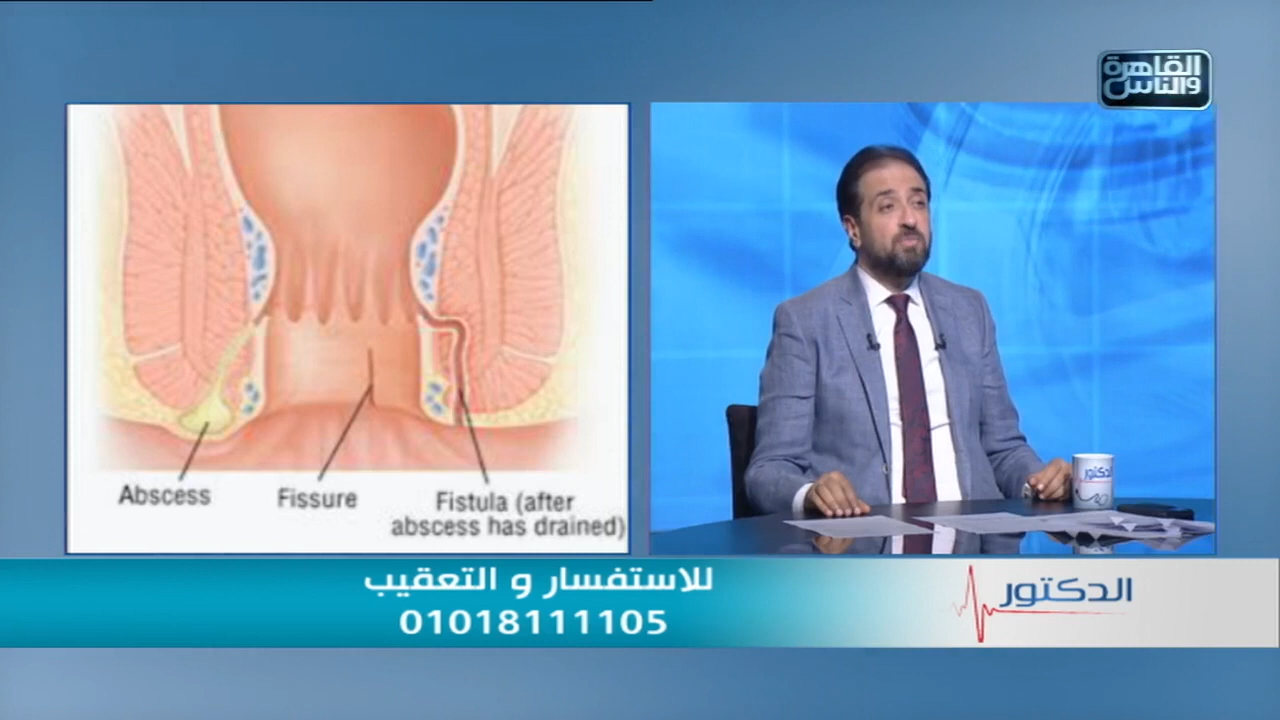 القاهرة
والناس
Abscess
Fissure
Fistula (after
abscess has drained)
الدكتور
للاستفسار و التعقيب
01018111105
الدكتور